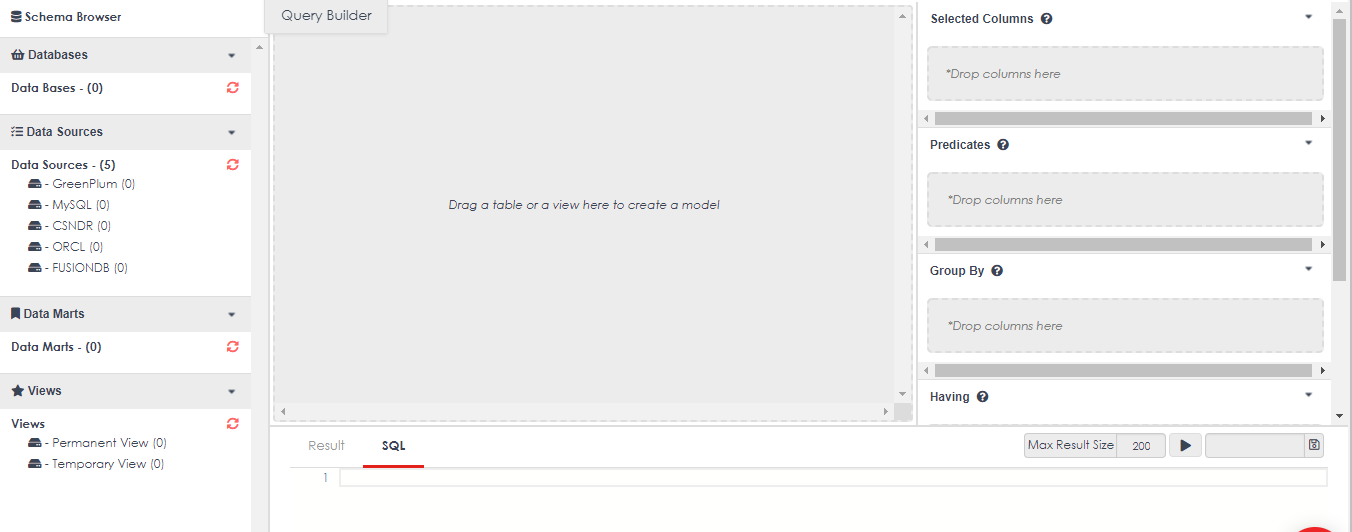 Schema Browser
Databases
Data Bases - (0)
Data Sources
Data Sources - (5)
- GreenPlum (0)
- MySQL (0)
- CSNDR (0)
- ORCL (0)
- FUSIONDB (0)
Data Marts
Data Marts - (0)
Views
Views
- Permanent View (0)
- Temporary View (0)
Query Builder
Drag a table or a view here to create a model
Selected Columns ?
*Drop columns here
Predicates ?
*Drop columns here
Group By ?
*Drop columns here
Having ?
Result SQL
Max Result Size 200
1